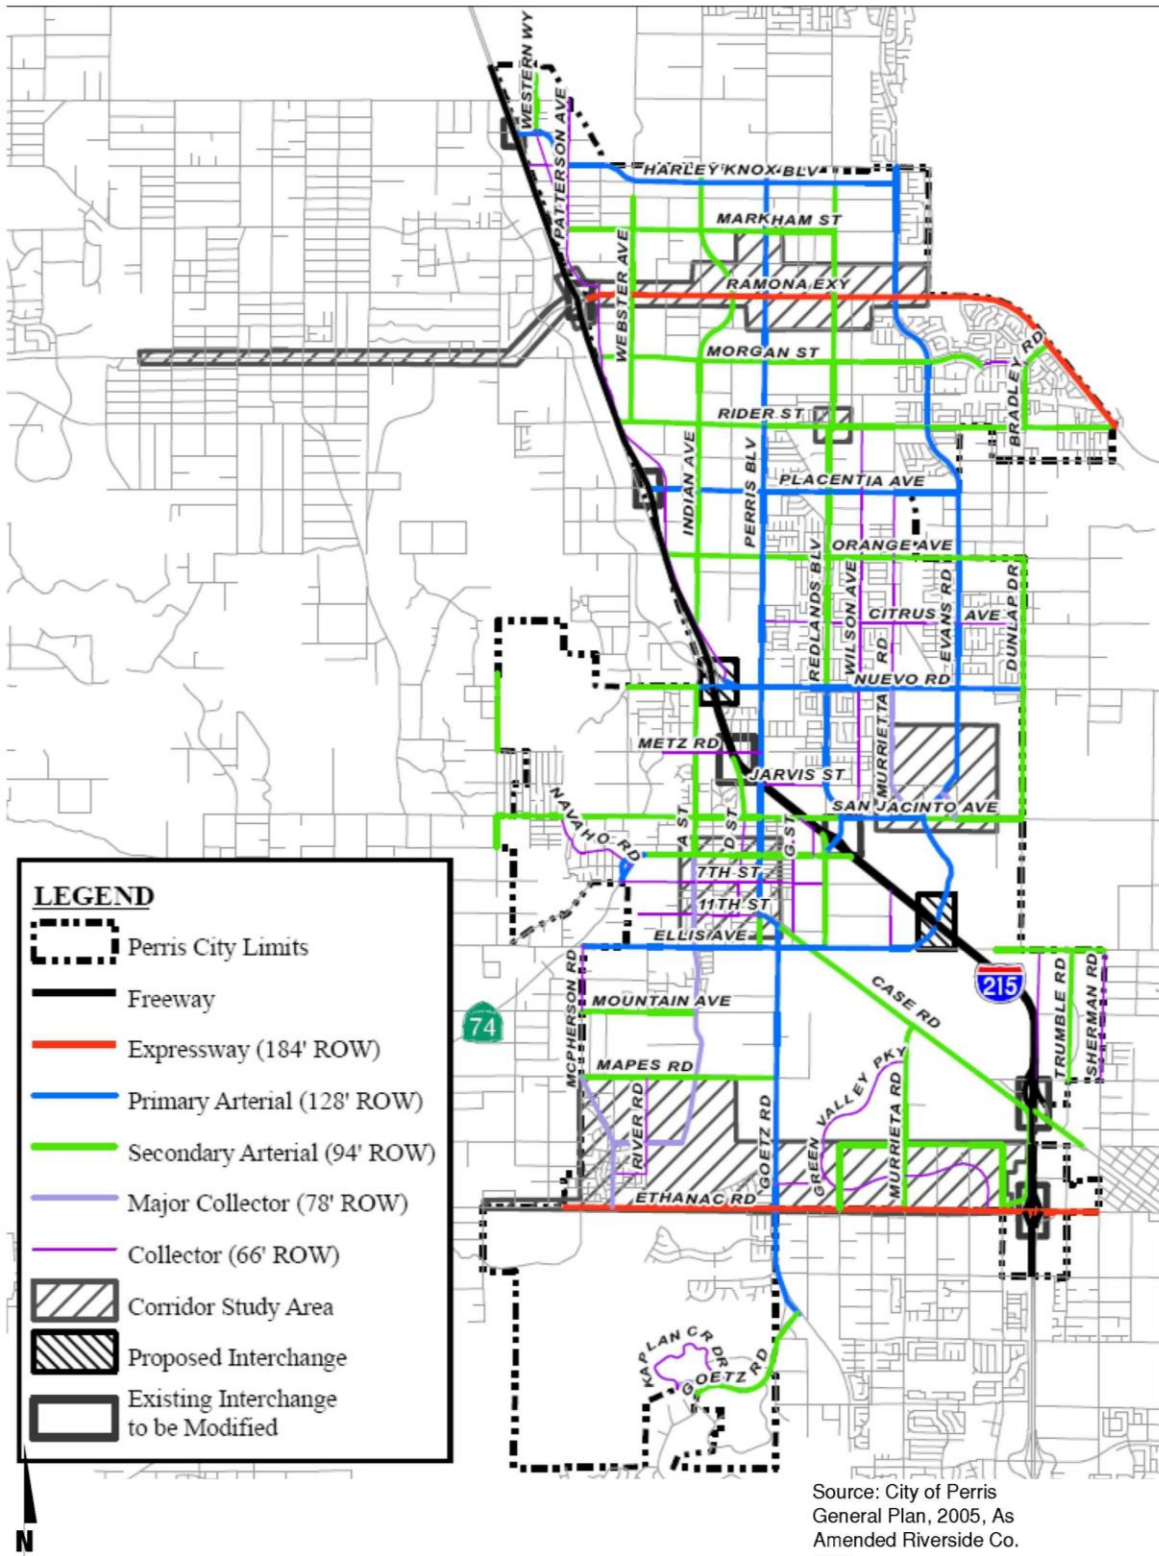 WESTERN WY
PATTERSON AVE
HARLEY KNOX BLV
MARKHAM ST
WEBSTER AVE
RAMONA EXY
MORGAN ST
BRADLEY RD
RIDER ST
INDIAN AVE
PERRIS BLV
PLACENTIA AVE
ORANGE AVE
REDLANDS BLV
WILSON AVE
MURRIETTA RD
CITRUS AVE
EVANS RD
DUNLAP DR
NUEVO RD
METZ RD
JARVIS ST
SAN JACINTO AVE
NAVAHO RD
A ST
D ST
G ST
7TH ST
11TH ST
ELLIS AVE
LEGEND
Perris City Limits
Freeway
Expressway (184' ROW)
Primary Arterial (128' ROW)
Secondary Arterial (94' ROW)
Major Collector (78' ROW)
Collector (66' ROW)
Corridor Study Area
Proposed Interchange
Existing Interchange
to be Modified
N
74
215
MCPHERSON RD
MOUNTAIN AVE
CASE RD
TRUMBLE RD
SHERMAN RD
MAPES RD
RIVER RD
GOETZ RD
GREEN VALLEY PKY
MURRIETA RD
ETHANAC RD
KAPLAN CR DR
GOETZ RD
Source: City of Perris
General Plan, 2005, As
Amended Riverside Co.